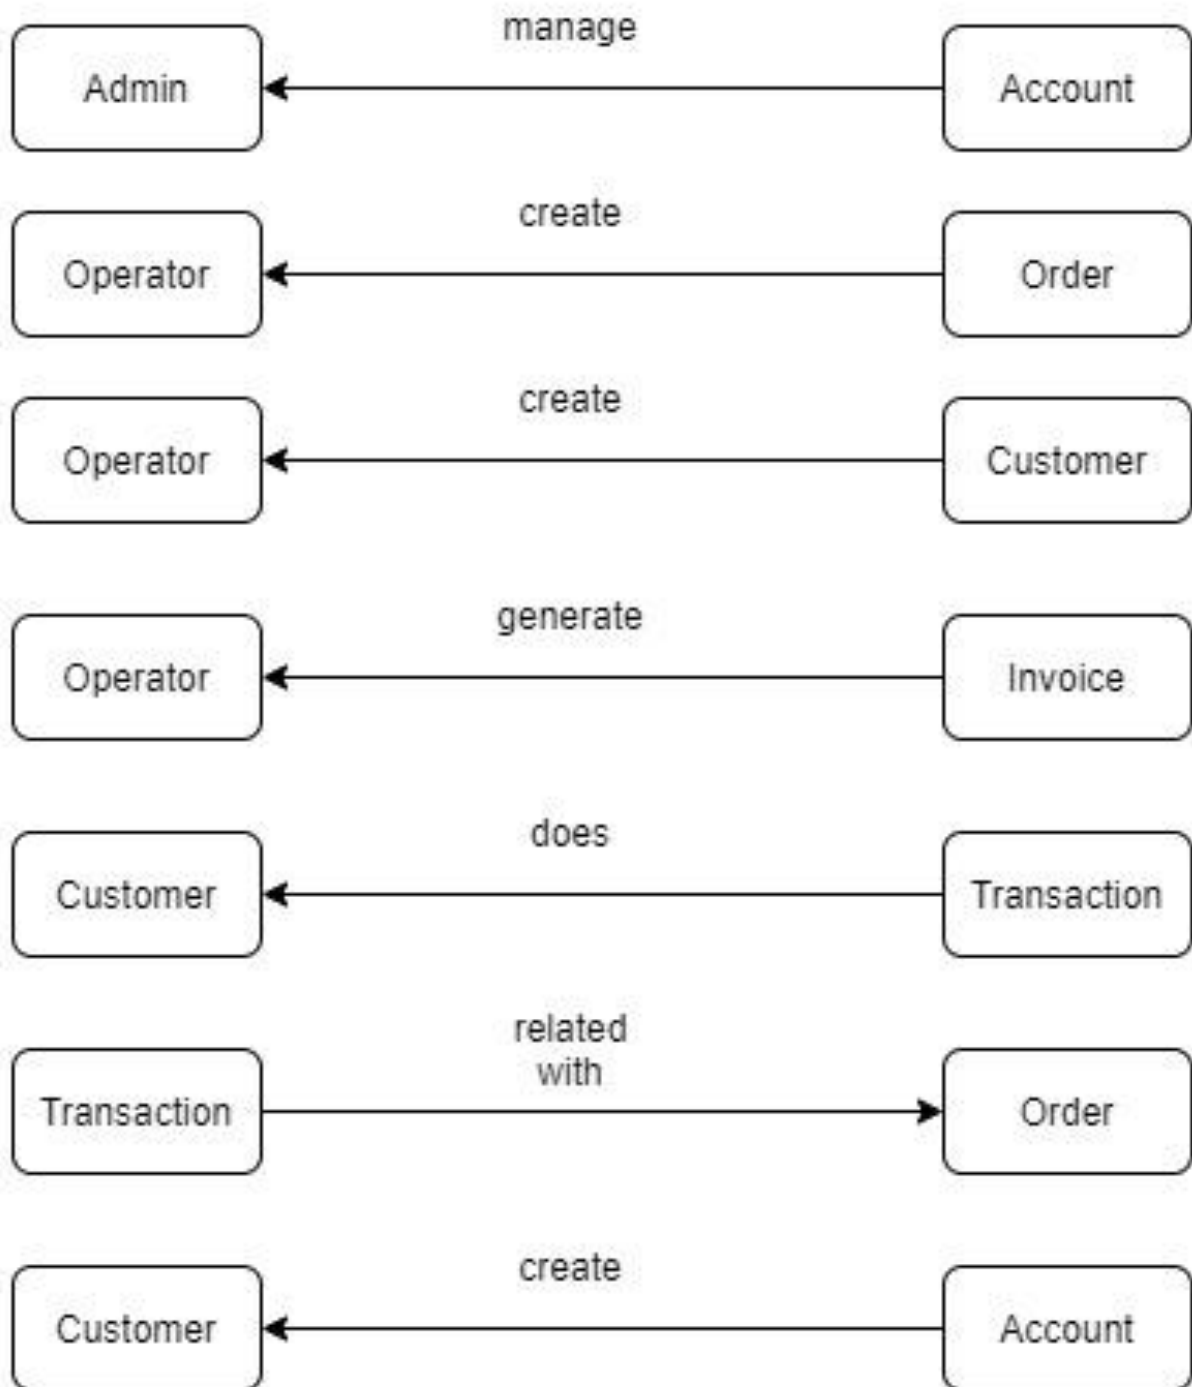 manage
Admin
Account
create
Operator
Order
create
Operator
Customer
generate
Operator
Invoice
does
Customer
Transaction
related
with
Transaction
Order
create
Customer
Account